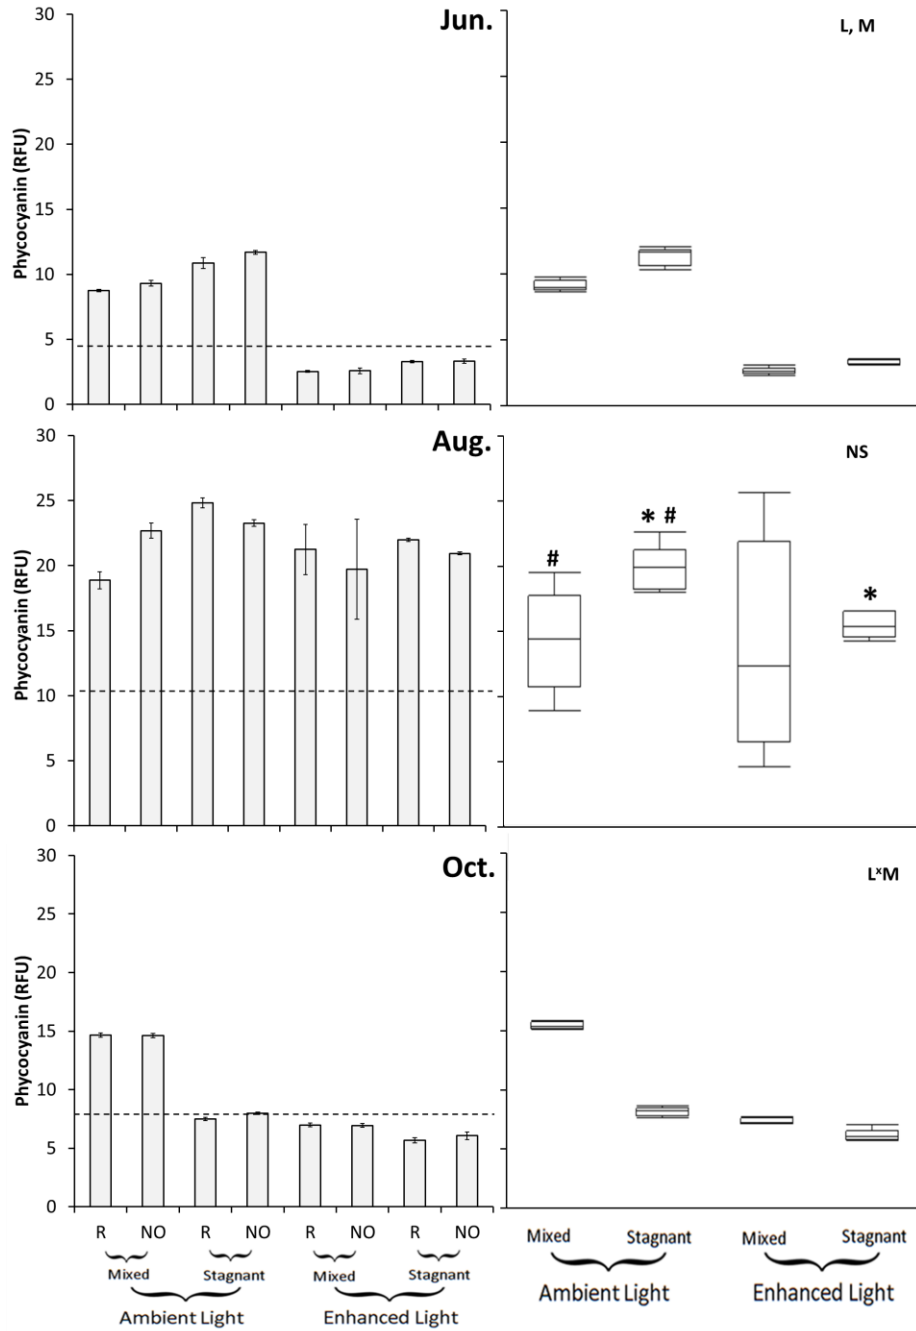 Jun.
L, M
Phycocyanin (RFU)
30
25
20
15
10
5
0
Aug.
NS
Phycocyanin (RFU)
30
25
20
15
10
5
0
#
* #
*
Oct.
LxM
Phycocyanin (RFU)
30
25
20
15
10
5
0
R NO R NO R NO R NO
Mixed Stagnant Mixed Stagnant
Ambient Light Enhanced Light
Mixed Stagnant Mixed Stagnant
Ambient Light Enhanced Light